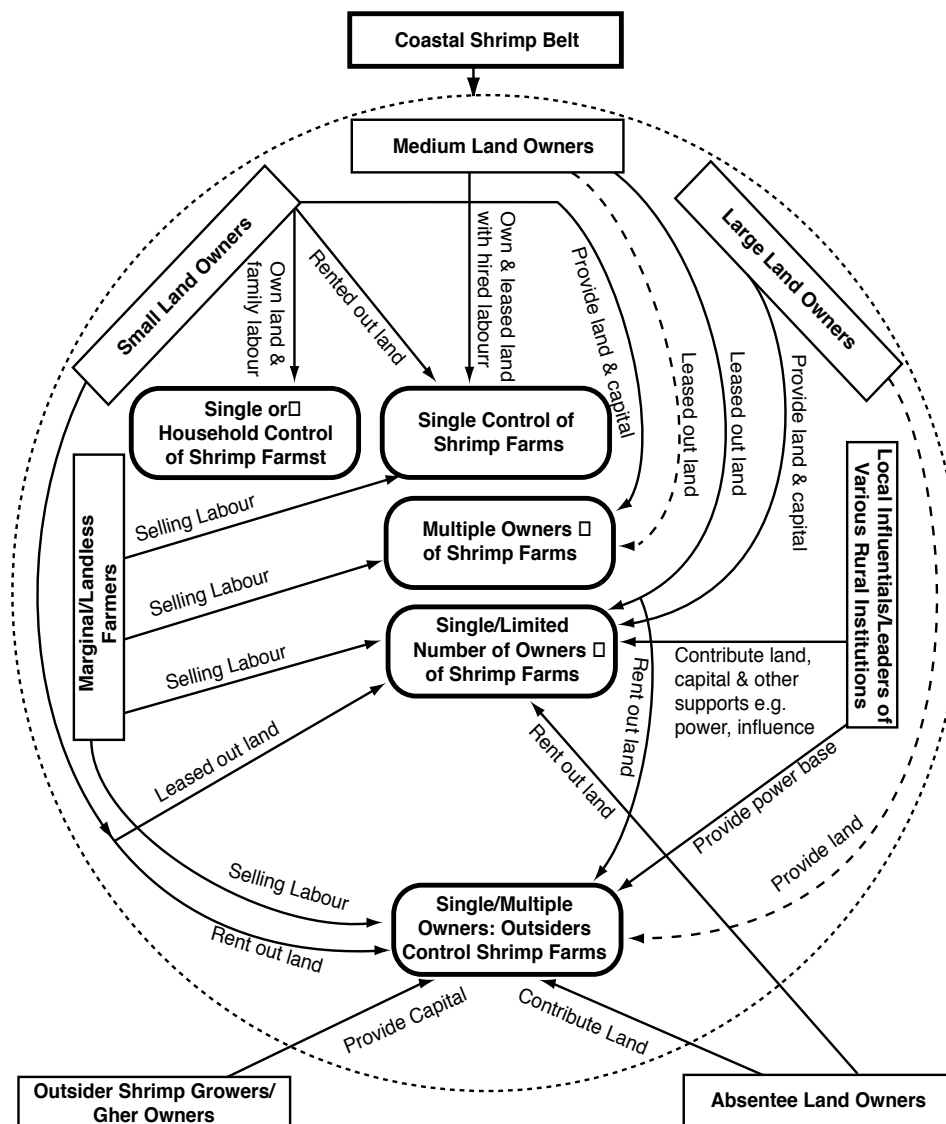 Coastal Shrimp Belt
Medium Land Owners
Small Land Owners
Large Land Owners
Own land &
family labour
Rented out land
Own & leased land
with hired labourr
Provide land & capital
Leased out land
Leased out land
Provide land & capital
Single or□
Household Control
of Shrimp Farmst
Single Control of
Shrimp Farms
Marginal/Landless
Farmers
Local Influentials/Leaders of
Various Rural Institutions
Selling Labour
Multiple Owners □
of Shrimp Farms
Selling Labour
Single/Limited
Number of Owners □
of Shrimp Farms
Selling Labour
Contribute land,
capital & other
supports e.g.
power, influence
Leased out land
Rent out land
Rent out land
Provide power base
Provide land
Selling Labour
Rent out land
Single/Multiple
Owners: Outsiders
Control Shrimp Farms
Provide Capital
Contribute Land
Outsider Shrimp Growers/
Gher Owners
Absentee Land Owners